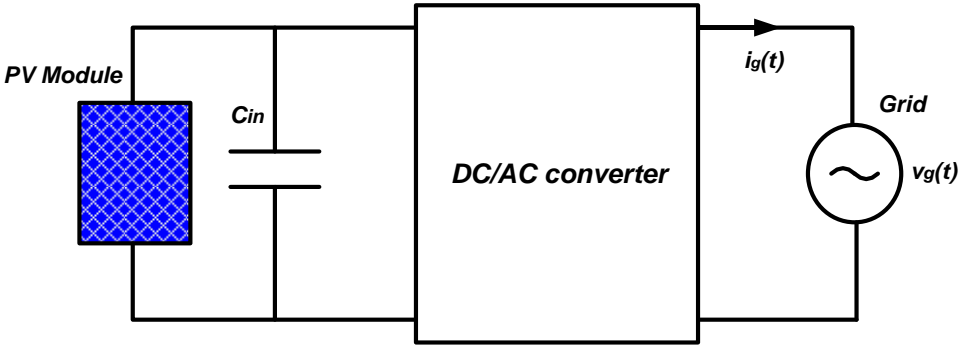 PV Module
Cin
DC/AC converter
ig(t)
Grid
vg(t)